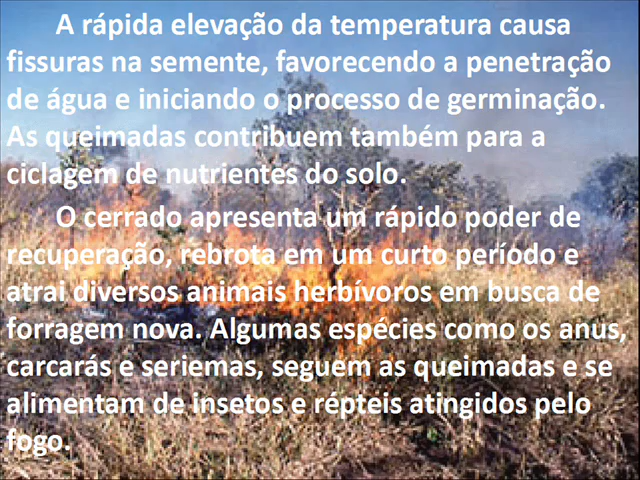 A rápida elevação da temperatura causa
fissuras na semente, favorecendo a penetração
de água e iniciando o processo de germinação.
As queimadas contribuem também para a
ciclagem de nutrientes do solo.
O cerrado apresenta um rápido poder de
recuperação, rebrota em um curto período e
atrai diversos animais herbívoros em busca de
forragem nova. Algumas espécies como os anus,
carcarás e seriemas, seguem as queimadas e se
alimentam de insetos e répteis atingidos pelo
fogo.